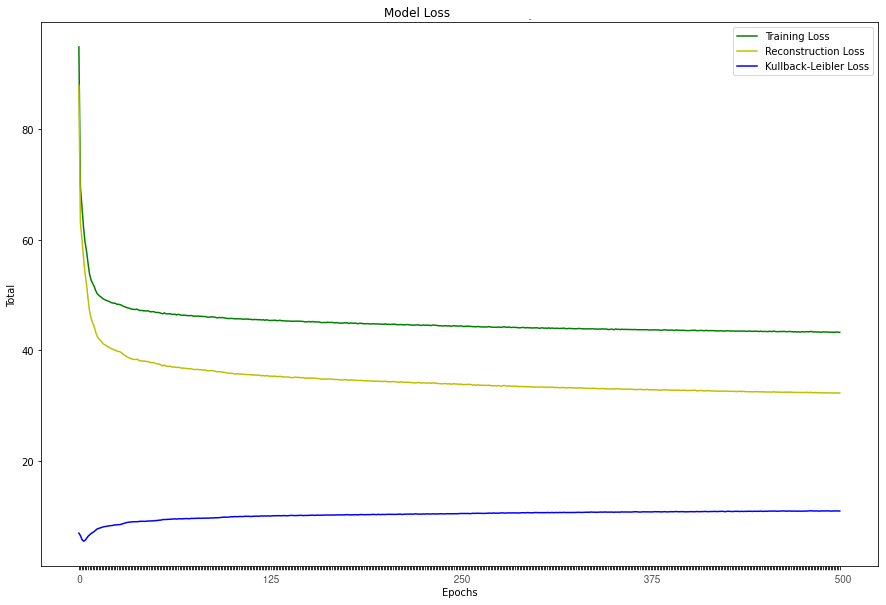 Model Loss
Training Loss
Reconstruction Loss
Kullback-Leibler Loss
80
60
40
20
Total
0 125 250 375 500
Epochs